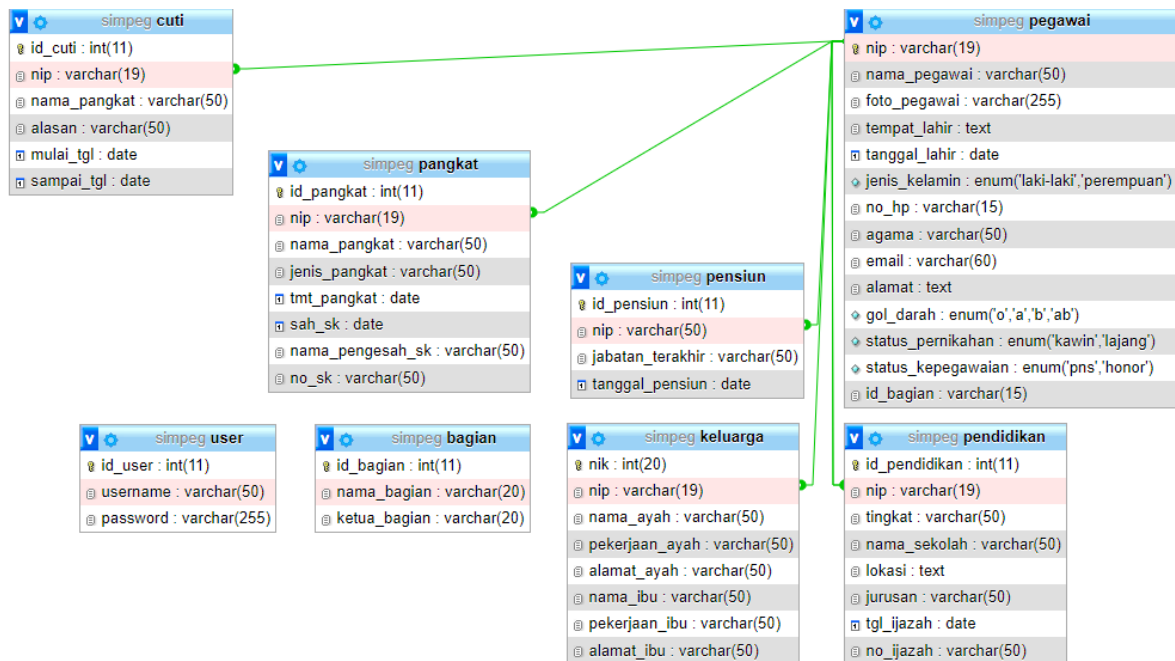 simpeg cuti
id_cuti : int(11)
nip : varchar(19)
nama_pangkat : varchar(50)
alasan : varchar(50)
mulai_tgl : date
sampai_tgl : date
simpeg pangkat
id_pangkat : int(11)
nip : varchar(19)
nama_pangkat : varchar(50)
jenis_pangkat : varchar(50)
tmt_pangkat : date
sah_sk : date
nama_pengesah_sk : varchar(50)
no_sk : varchar(50)
simpeg pensiun
id_pensiun : int(11)
nip : varchar(50)
jabatan_terakhir : varchar(50)
tanggal_pensiun : date
simpeg pegawai
nip : varchar(19)
nama_pegawai : varchar(50)
foto_pegawai : varchar(255)
tempat_lahir : text
tanggal_lahir : date
jenis_kelamin : enum('laki-laki','perempuan')
no_hp : varchar(15)
agama : varchar(50)
email : varchar(60)
alamat : text
gol_darah : enum('o','a','b','ab')
status_pernikahan : enum('kawin','lajang')
status_kepegawaian : enum('pns','honor')
id_bagian : varchar(15)
simpeg user
id_user : int(11)
username : varchar(50)
password : varchar(255)
simpeg bagian
id_bagian : int(11)
nama_bagian : varchar(20)
ketua_bagian : varchar(20)
simpeg keluarga
nik : int(20)
nip : varchar(19)
nama_ayah : varchar(50)
pekerjaan_ayah : varchar(50)
alamat_ayah : varchar(50)
nama_ibu : varchar(50)
pekerjaan_ibu : varchar(50)
alamat_ibu : varchar(50)
simpeg pendidikan
id_pendidikan : int(11)
nip : varchar(19)
tingkat : varchar(50)
nama_sekolah : varchar(50)
lokasi : text
jurusan : varchar(50)
tgl_ijazah : date
no_ijazah : varchar(50)